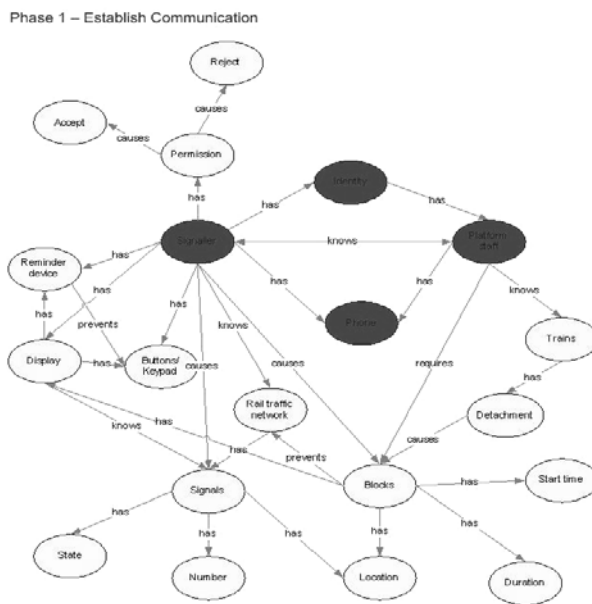 Phase 1 – Establish Communication
Reject
causes
Accept
causes
Permission
has
Identity
has
has
Signaller
knows
Platform staff
Reminder device
has
has
has
has
knows
has
prevents
has
Phone
Trains
Display
has
Buttons/ Keypad
causes
knows
causes
requires
has
Rail traffic network
Detachment
knows
has
causes
has
prevents
Signals
Blocks
has
Start time
has
has
has
has
has
State
Number
Location
Duration